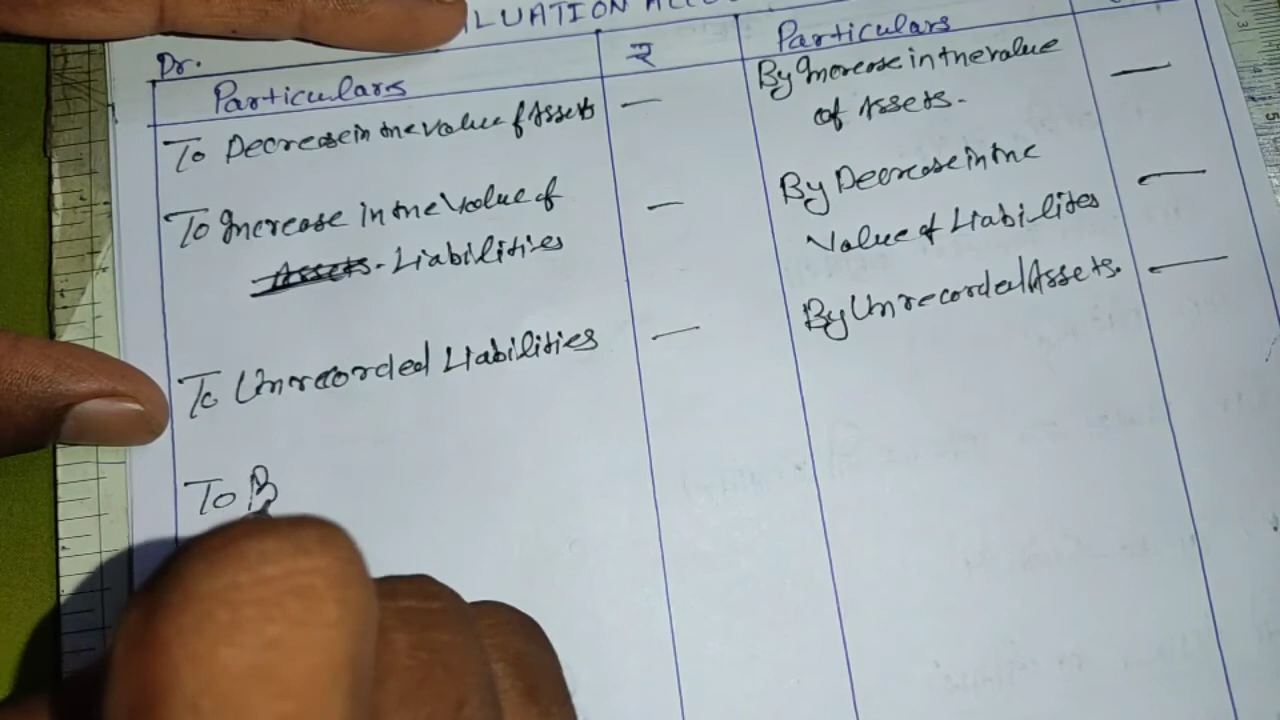 LUATION
Dr.
Particulars ₹ Particulars
To Decrease in the value of Assets —
To Increase in the Value of
Assets. Liabilities —
To Unrecorded Liabilities —
To B
By Increase in the value
of Assets. —
By Decrease in the
Value of Liabilites —
By Unrecorded Assets. —